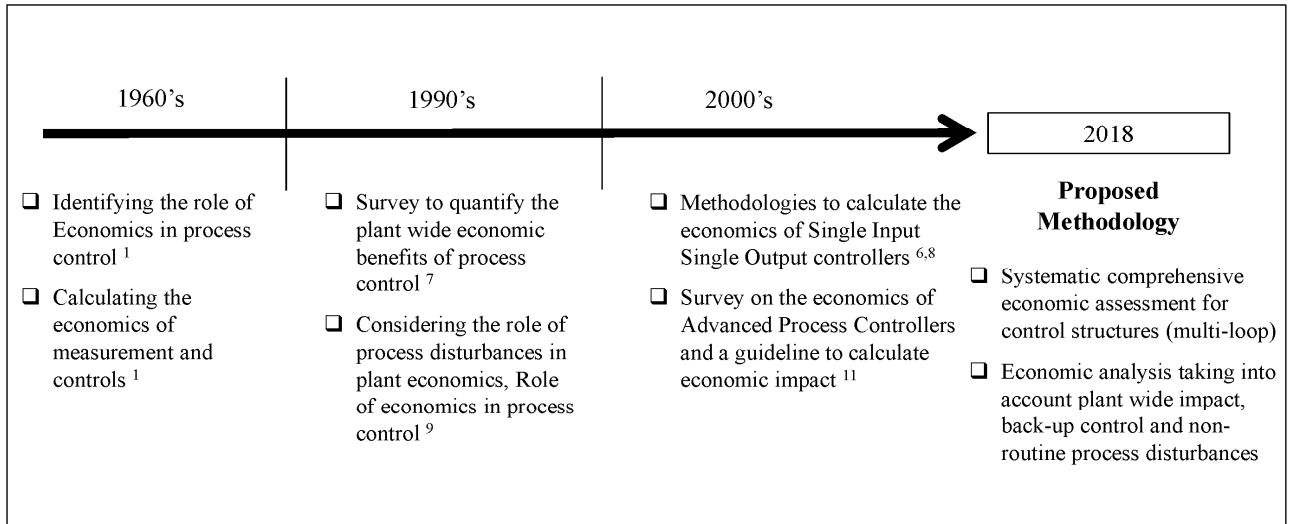 1960's
1990's
2000's
2018
❑ Identifying the role of
Economics in process
control 1
❑ Calculating the
economics of
measurement and
controls 1
❑ Survey to quantify the
plant wide economic
benefits of process
control 7
❑ Considering the role of
process disturbances in
plant economics, Role
of economics in process
control 9
❑ Methodologies to calculate the
economics of Single Input
Single Output controllers 6,8
❑ Survey on the economics of
Advanced Process Controllers
and a guideline to calculate
economic impact 11
Proposed
Methodology
❑ Systematic comprehensive
economic assessment for
control structures (multi-loop)
❑ Economic analysis taking into
account plant wide impact,
back-up control and non-
routine process disturbances